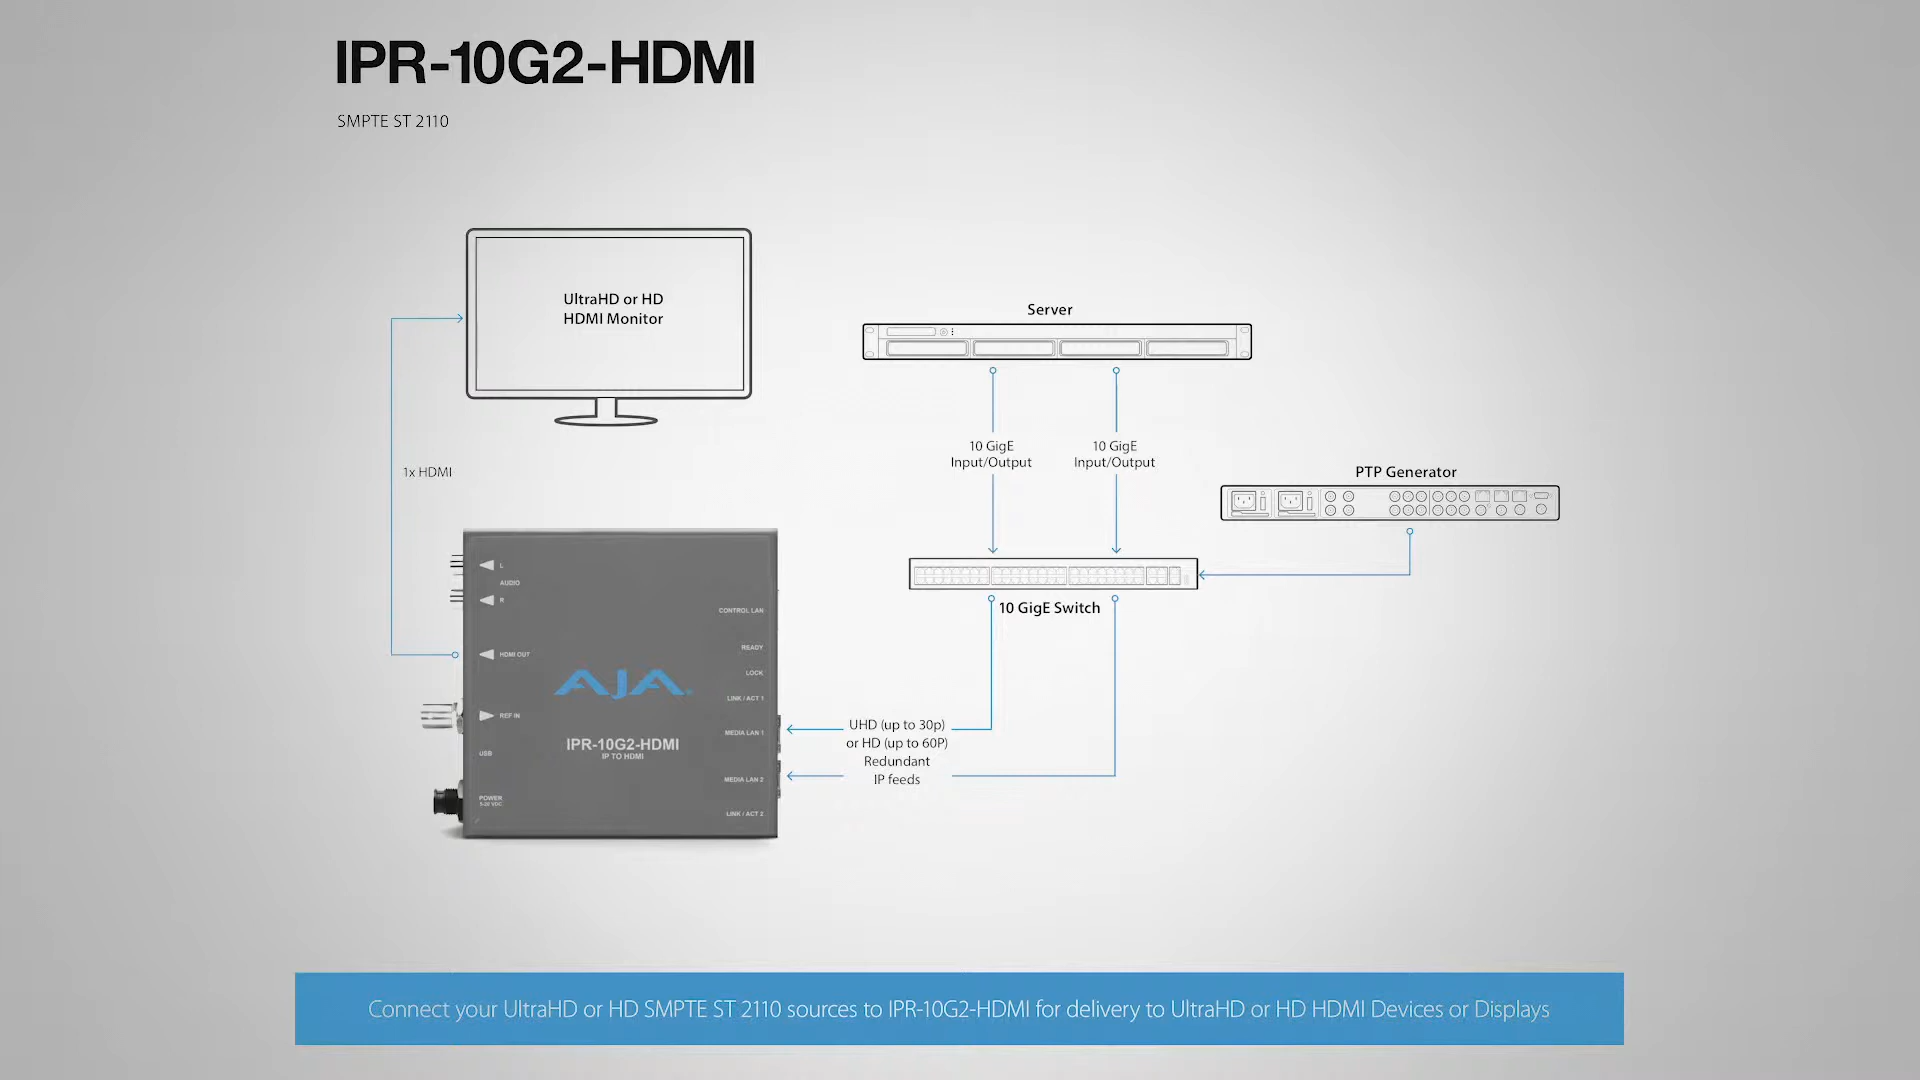 IPR-10G2-HDMI
SMPTE ST 2110
UltraHD or HD
HDMI Monitor
Server
10 GigE
Input/Output
10 GigE
Input/Output
PTP Generator
1x HDMI
10 GigE Switch
L
AUDIO
R
HDMI OUT
REF IN
USB
POWER
5-20 VDC
AJA
IPR-10G2-HDMI
IP TO HDMI
CONTROL LAN
READY
LOCK
LINK / ACT 1
MEDIA LAN 1
MEDIA LAN 2
LINK / ACT 2
UHD (up to 30p)
or HD (up to 60P)
Redundant
IP feeds
Connect your UltraHD or HD SMPTE ST 2110 sources to IPR-10G2-HDMI for delivery to UltraHD or HD HDMI Devices or Displays